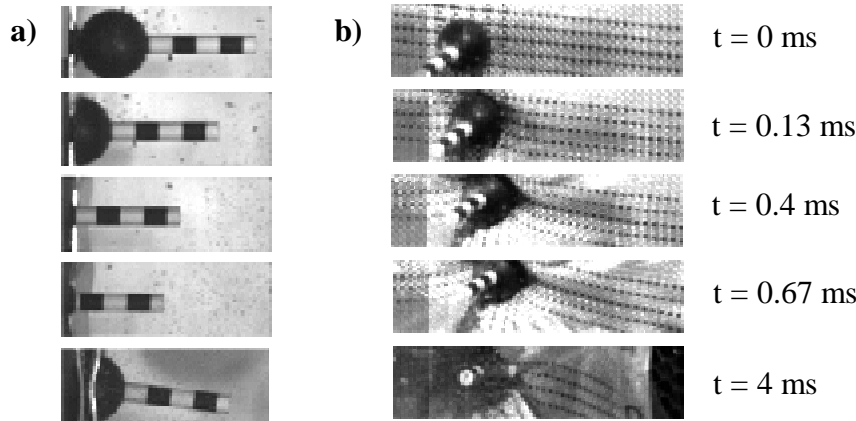 a)
b)
t = 0 ms
t = 0.13 ms
t = 0.4 ms
t = 0.67 ms
t = 4 ms